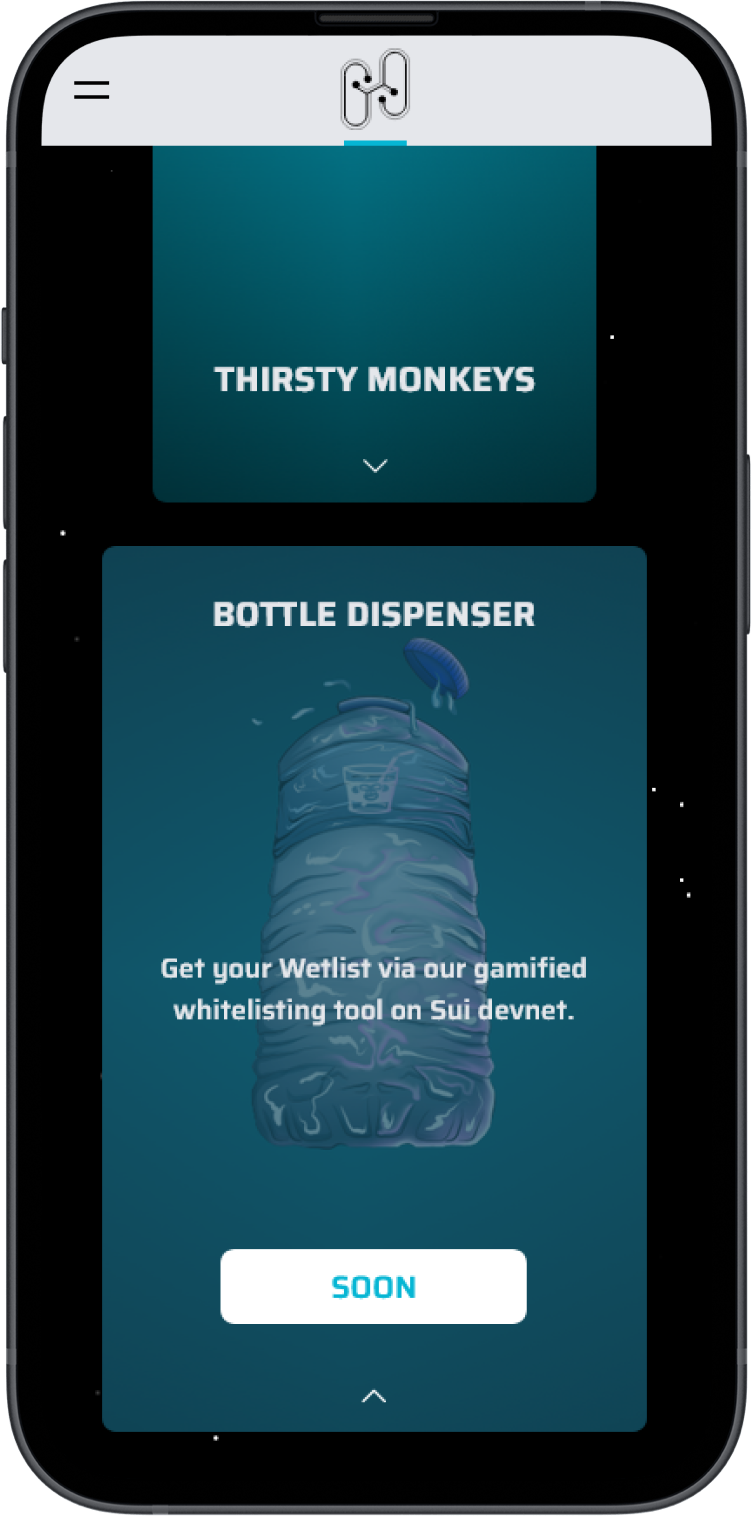 THIRSTY MONKEYS
BOTTLE DISPENSER
Get your Wetlist via our gamified
whitelisting tool on Sui devnet.
SOON